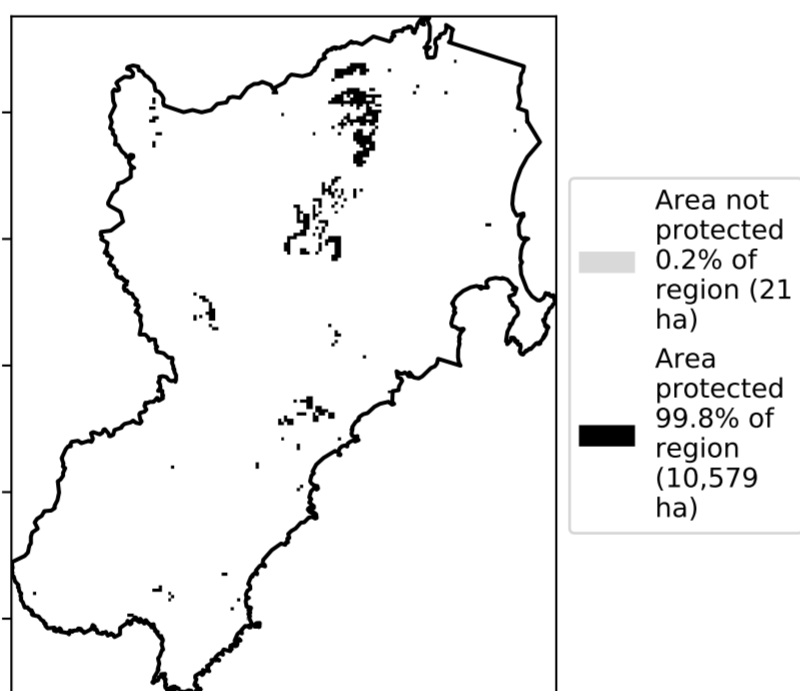 Area not
protected
0.2% of
region (21
ha)
Area
protected
99.8% of
region
(10,579
ha)